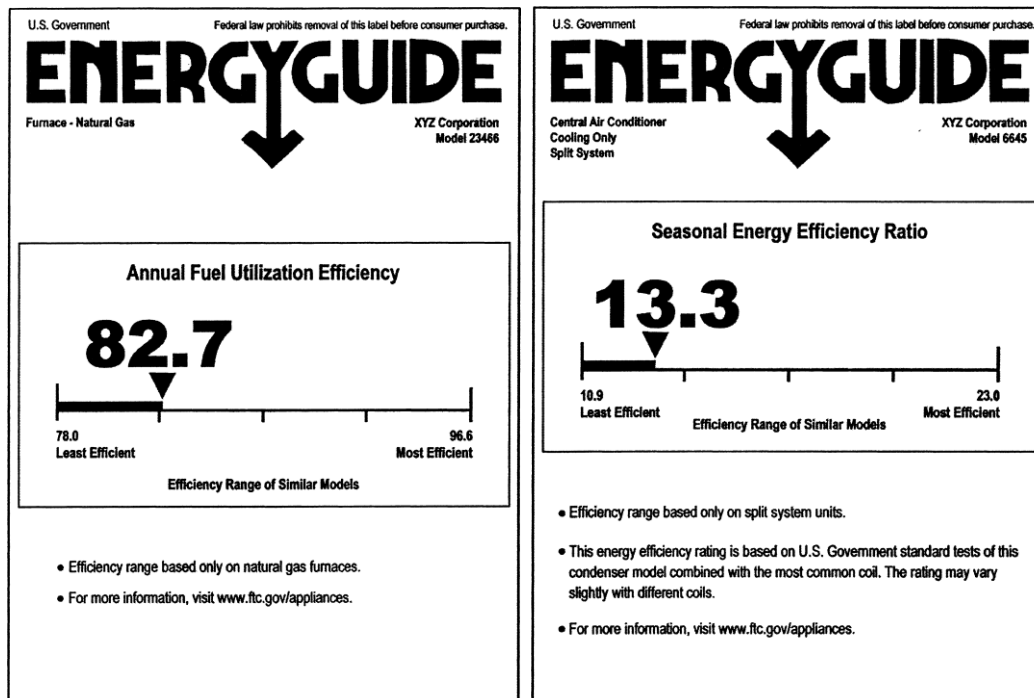 U.S. Government Federal law prohibits removal of this label before consumer purchase.
ENERGYGUIDE
Furnace - Natural Gas XYZ Corporation
Model 23466
Annual Fuel Utilization Efficiency
82.7
78.0 96.6
Least Efficient Most Efficient
Efficiency Range of Similar Models
• Efficiency range based only on natural gas furnaces.
• For more information, visit www.ftc.gov/appliances.
U.S. Government Federal law prohibits removal of this label before consumer purchase.
ENERGYGUIDE
Central Air Conditioner XYZ Corporation
Cooling Only Model 6645
Split System
Seasonal Energy Efficiency Ratio
13.3
10.9 23.0
Least Efficient Most Efficient
Efficiency Range of Similar Models
• Efficiency range based only on split system units.
• This energy efficiency rating is based on U.S. Government standard tests of this
condenser model combined with the most common coil. The rating may vary
slightly with different coils.
• For more information, visit www.ftc.gov/appliances.